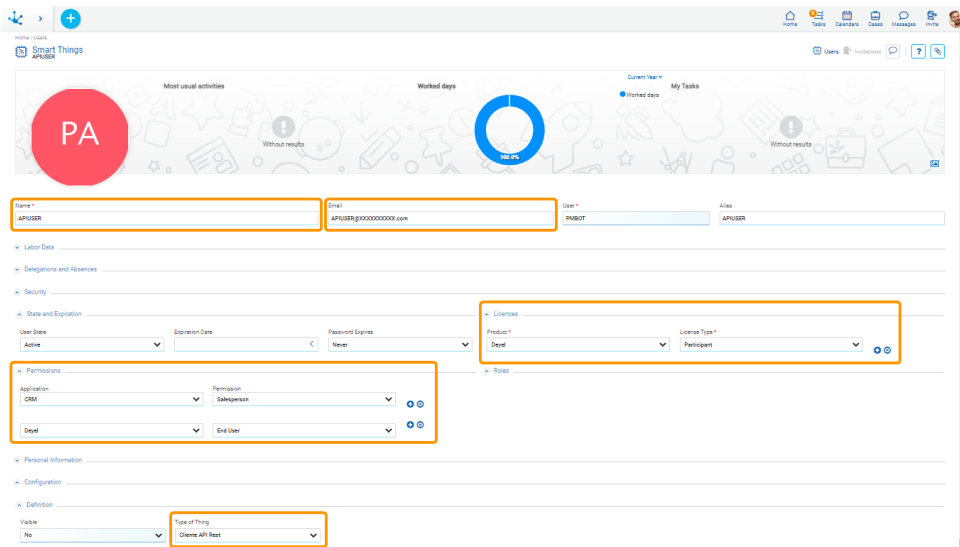 Home Tasks Calendars Cases Messages Invite
Home / Users
Smart Things
APIUSER
Users Invitations ?
Most usual activities
Worked days
Current Year
My Tasks
Worked days
PA
Without results
100.0%
Without results
Name * Email User * Alias
APIUSER APIUSER@XXXXXXXXXX.com PMBOT APIUSER
Labor Data
Delegations and Absences
Security
State and Expiration
Licences
User State Expiration Date Password Expires Product * License Type *
Active Never Deyel Participant
Permissions
Roles
Application Permission
CRM Salesperson
Deyel End User
Personal Information
Configuration
Definition
Visible Type of Thing
No Cliente API Rest